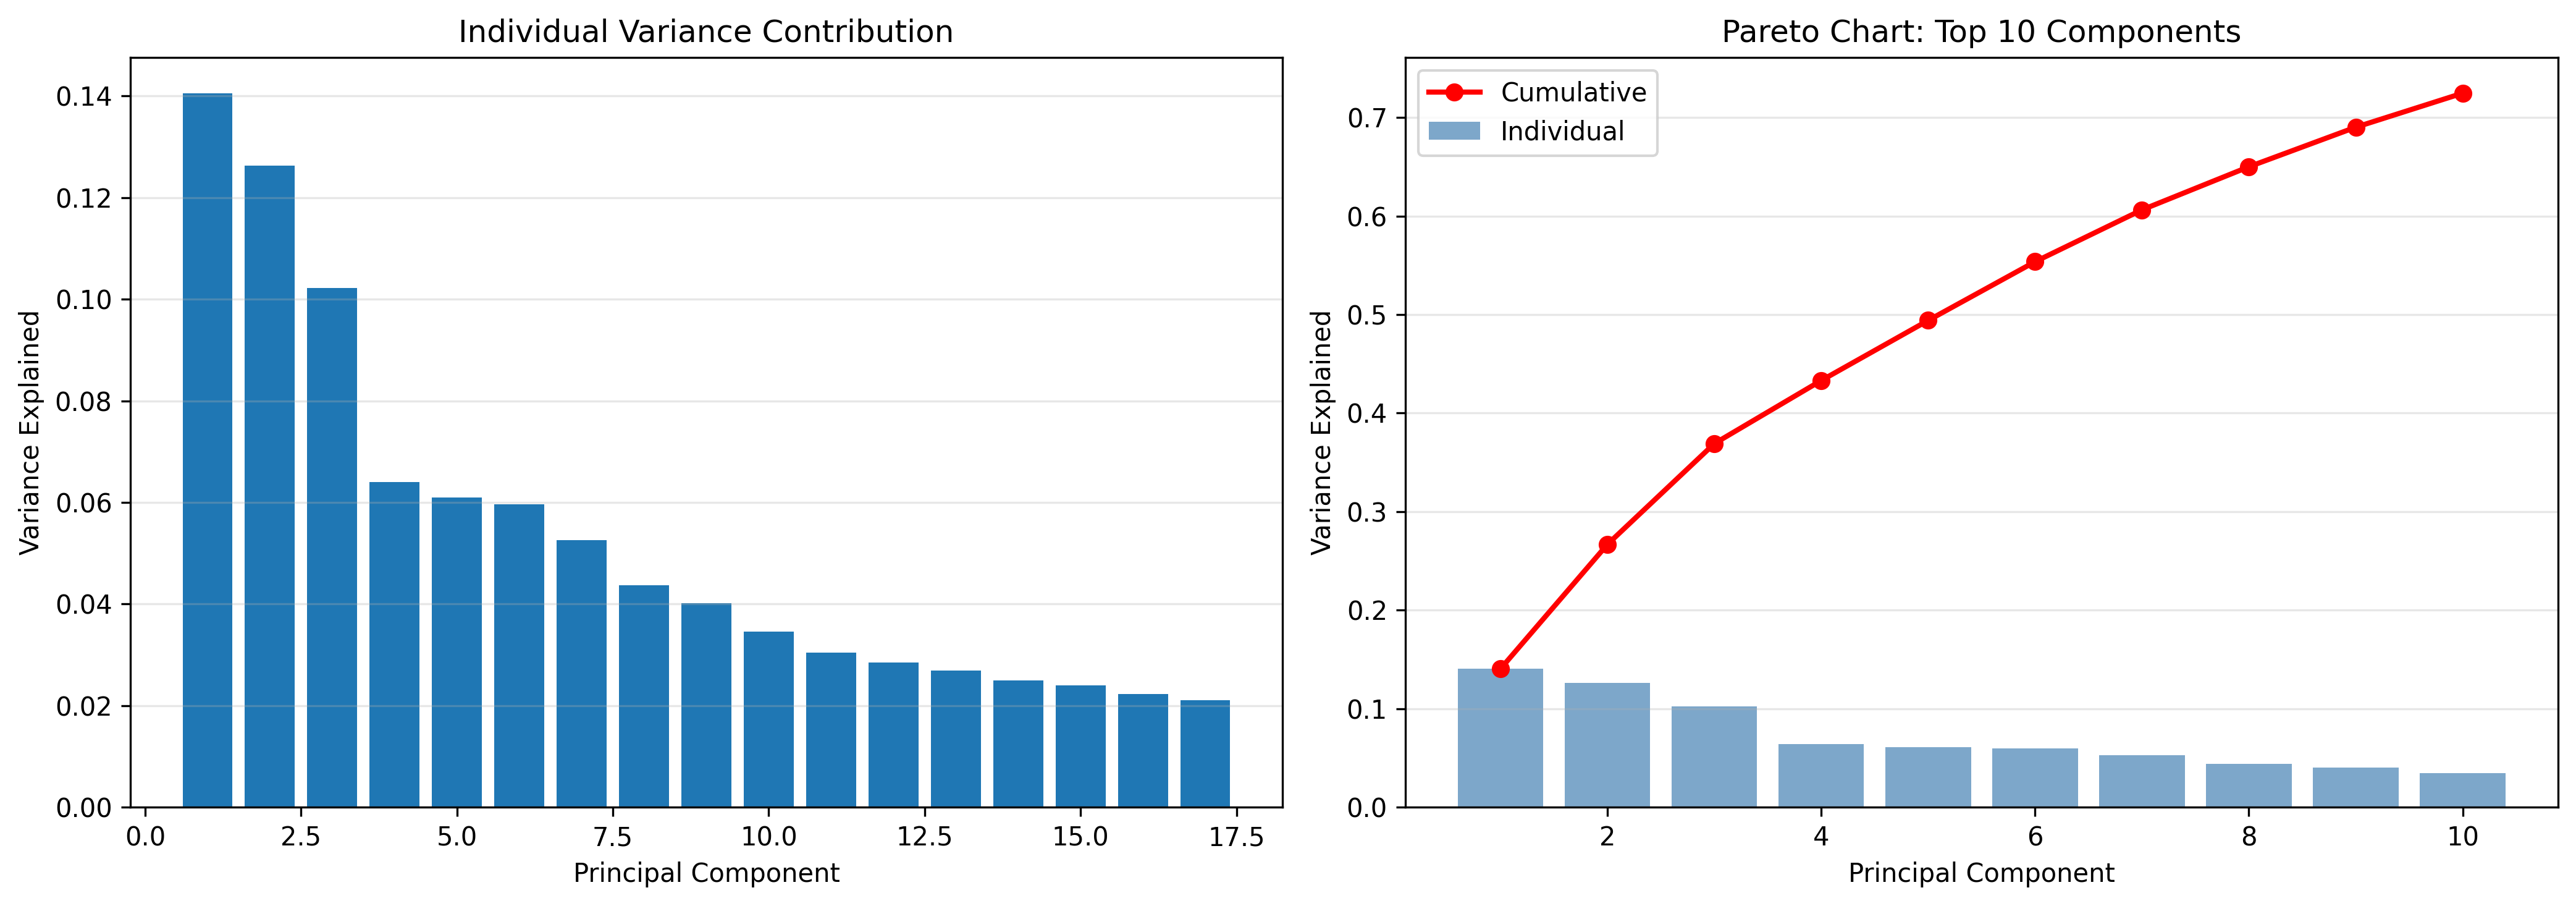 Individual Variance Contribution
0.14
0.12
0.10
0.08
0.06
0.04
0.02
0.00
Variance Explained
0.0 2.5 5.0 7.5 10.0 12.5 15.0 17.5
Principal Component
Pareto Chart: Top 10 Components
Cumulative
Individual
0.7
0.6
0.5
0.4
0.3
0.2
0.1
0.0
Variance Explained
2 4 6 8 10
Principal Component